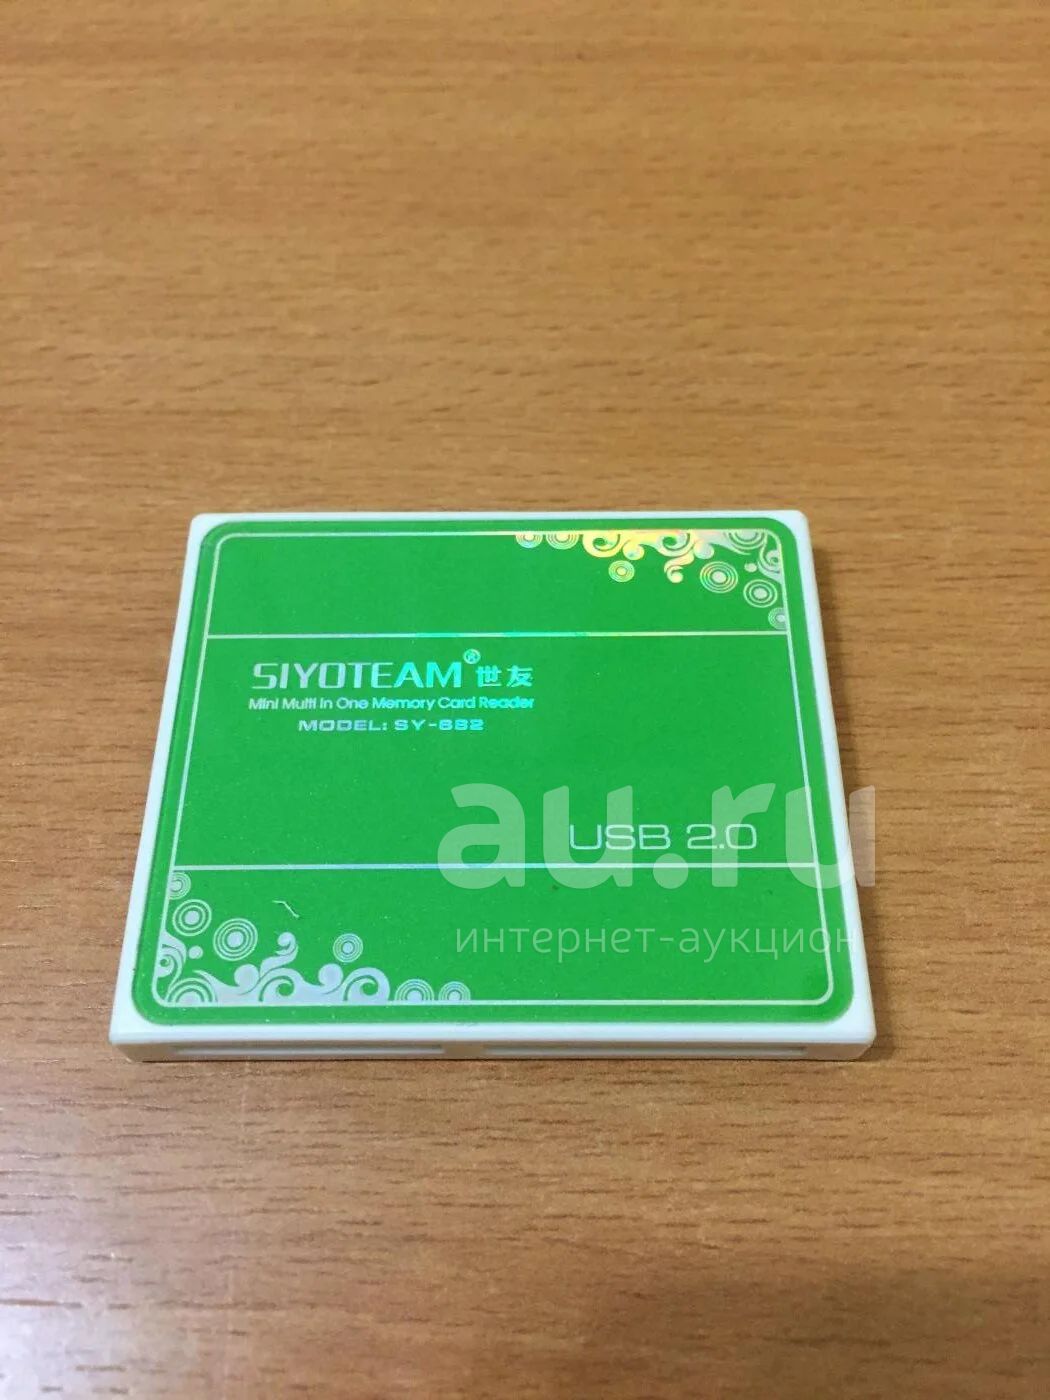 SIYOTEAM® 世友
Mini Multi In One Memory Card Reader
MODEL: SY-682
USB 2.0
au.ru
интернет-аукцион